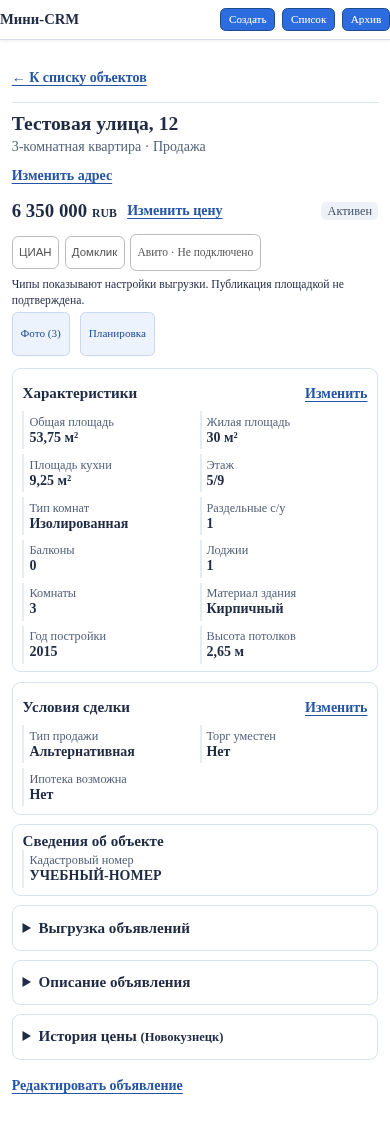 Мини-CRM Создать Список Архив
← К списку объектов
Тестовая улица, 12
3-комнатная квартира · Продажа
Изменить адрес
6 350 000 RUB Изменить цену Активен
ЦИАН Домклик Авито · Не подключено
Чипы показывают настройки выгрузки. Публикация площадкой не
подтверждена.
Фото (3) Планировка
Характеристики Изменить
Общая площадь Жилая площадь
53,75 м² 30 м²
Площадь кухни Этаж
9,25 м² 5/9
Тип комнат Раздельные с/у
Изолированная 1
Балконы Лоджии
0 1
Комнаты Материал здания
3 Кирпичный
Год постройки Высота потолков
2015 2,65 м
Условия сделки Изменить
Тип продажи Торг уместен
Альтернативная Нет
Ипотека возможна
Нет
Сведения об объекте
Кадастровый номер
УЧЕБНЫЙ-НОМЕР
▶ Выгрузка объявлений
▶ Описание объявления
▶ История цены (Новокузнецк)
Редактировать объявление